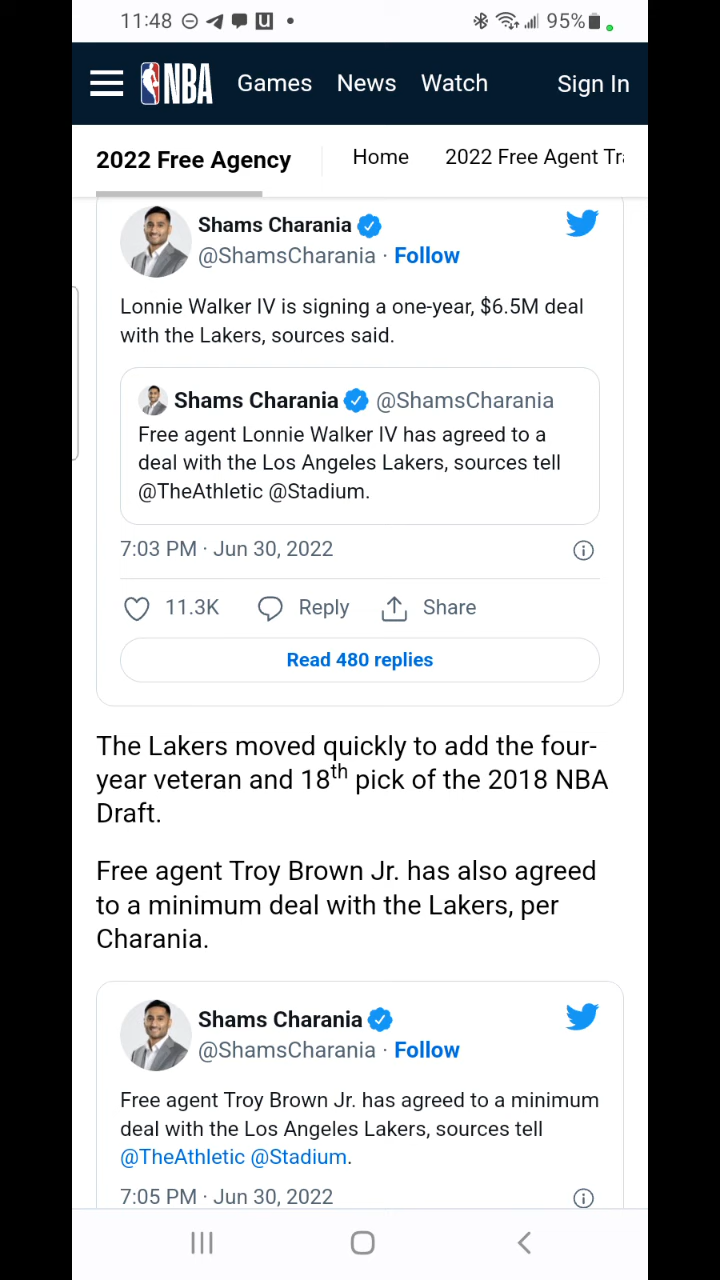 11:48 95%
NBA Games News Watch Sign In
2022 Free Agency Home 2022 Free Agent Tra
Shams Charania
@ShamsCharania · Follow
Lonnie Walker IV is signing a one-year, $6.5M deal
with the Lakers, sources said.
Shams Charania @ShamsCharania
Free agent Lonnie Walker IV has agreed to a
deal with the Los Angeles Lakers, sources tell
@TheAthletic @Stadium.
7:03 PM · Jun 30, 2022
11.3K Reply Share
Read 480 replies
The Lakers moved quickly to add the four-
year veteran and 18th pick of the 2018 NBA
Draft.
Free agent Troy Brown Jr. has also agreed
to a minimum deal with the Lakers, per
Charania.
Shams Charania
@ShamsCharania · Follow
Free agent Troy Brown Jr. has agreed to a minimum
deal with the Los Angeles Lakers, sources tell
@TheAthletic @Stadium.
7:05 PM · Jun 30, 2022